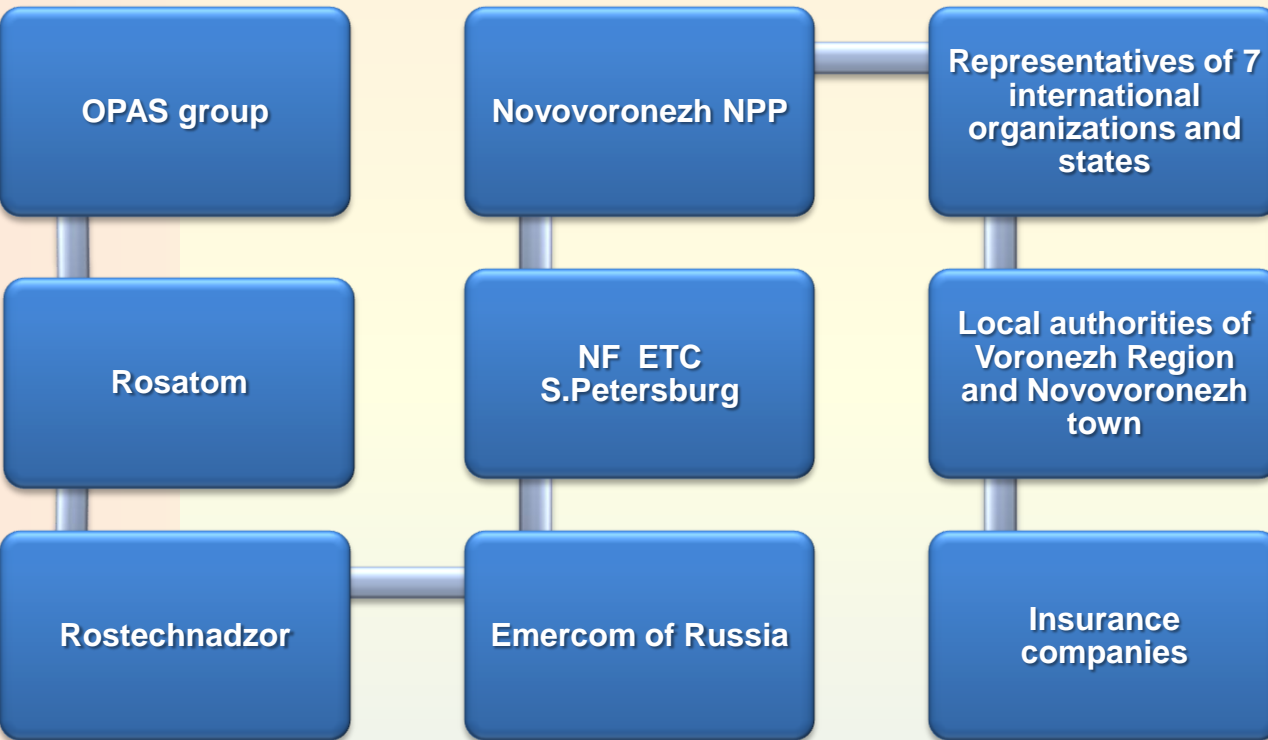 OPAS group
Novovoronezh NPP
Representatives of 7
international
organizations and
states
Rosatom
NF ETC
S.Petersburg
Local authorities of
Voronezh Region
and Novovoronezh
town
Rostechnadzor
Emercom of Russia
Insurance
companies